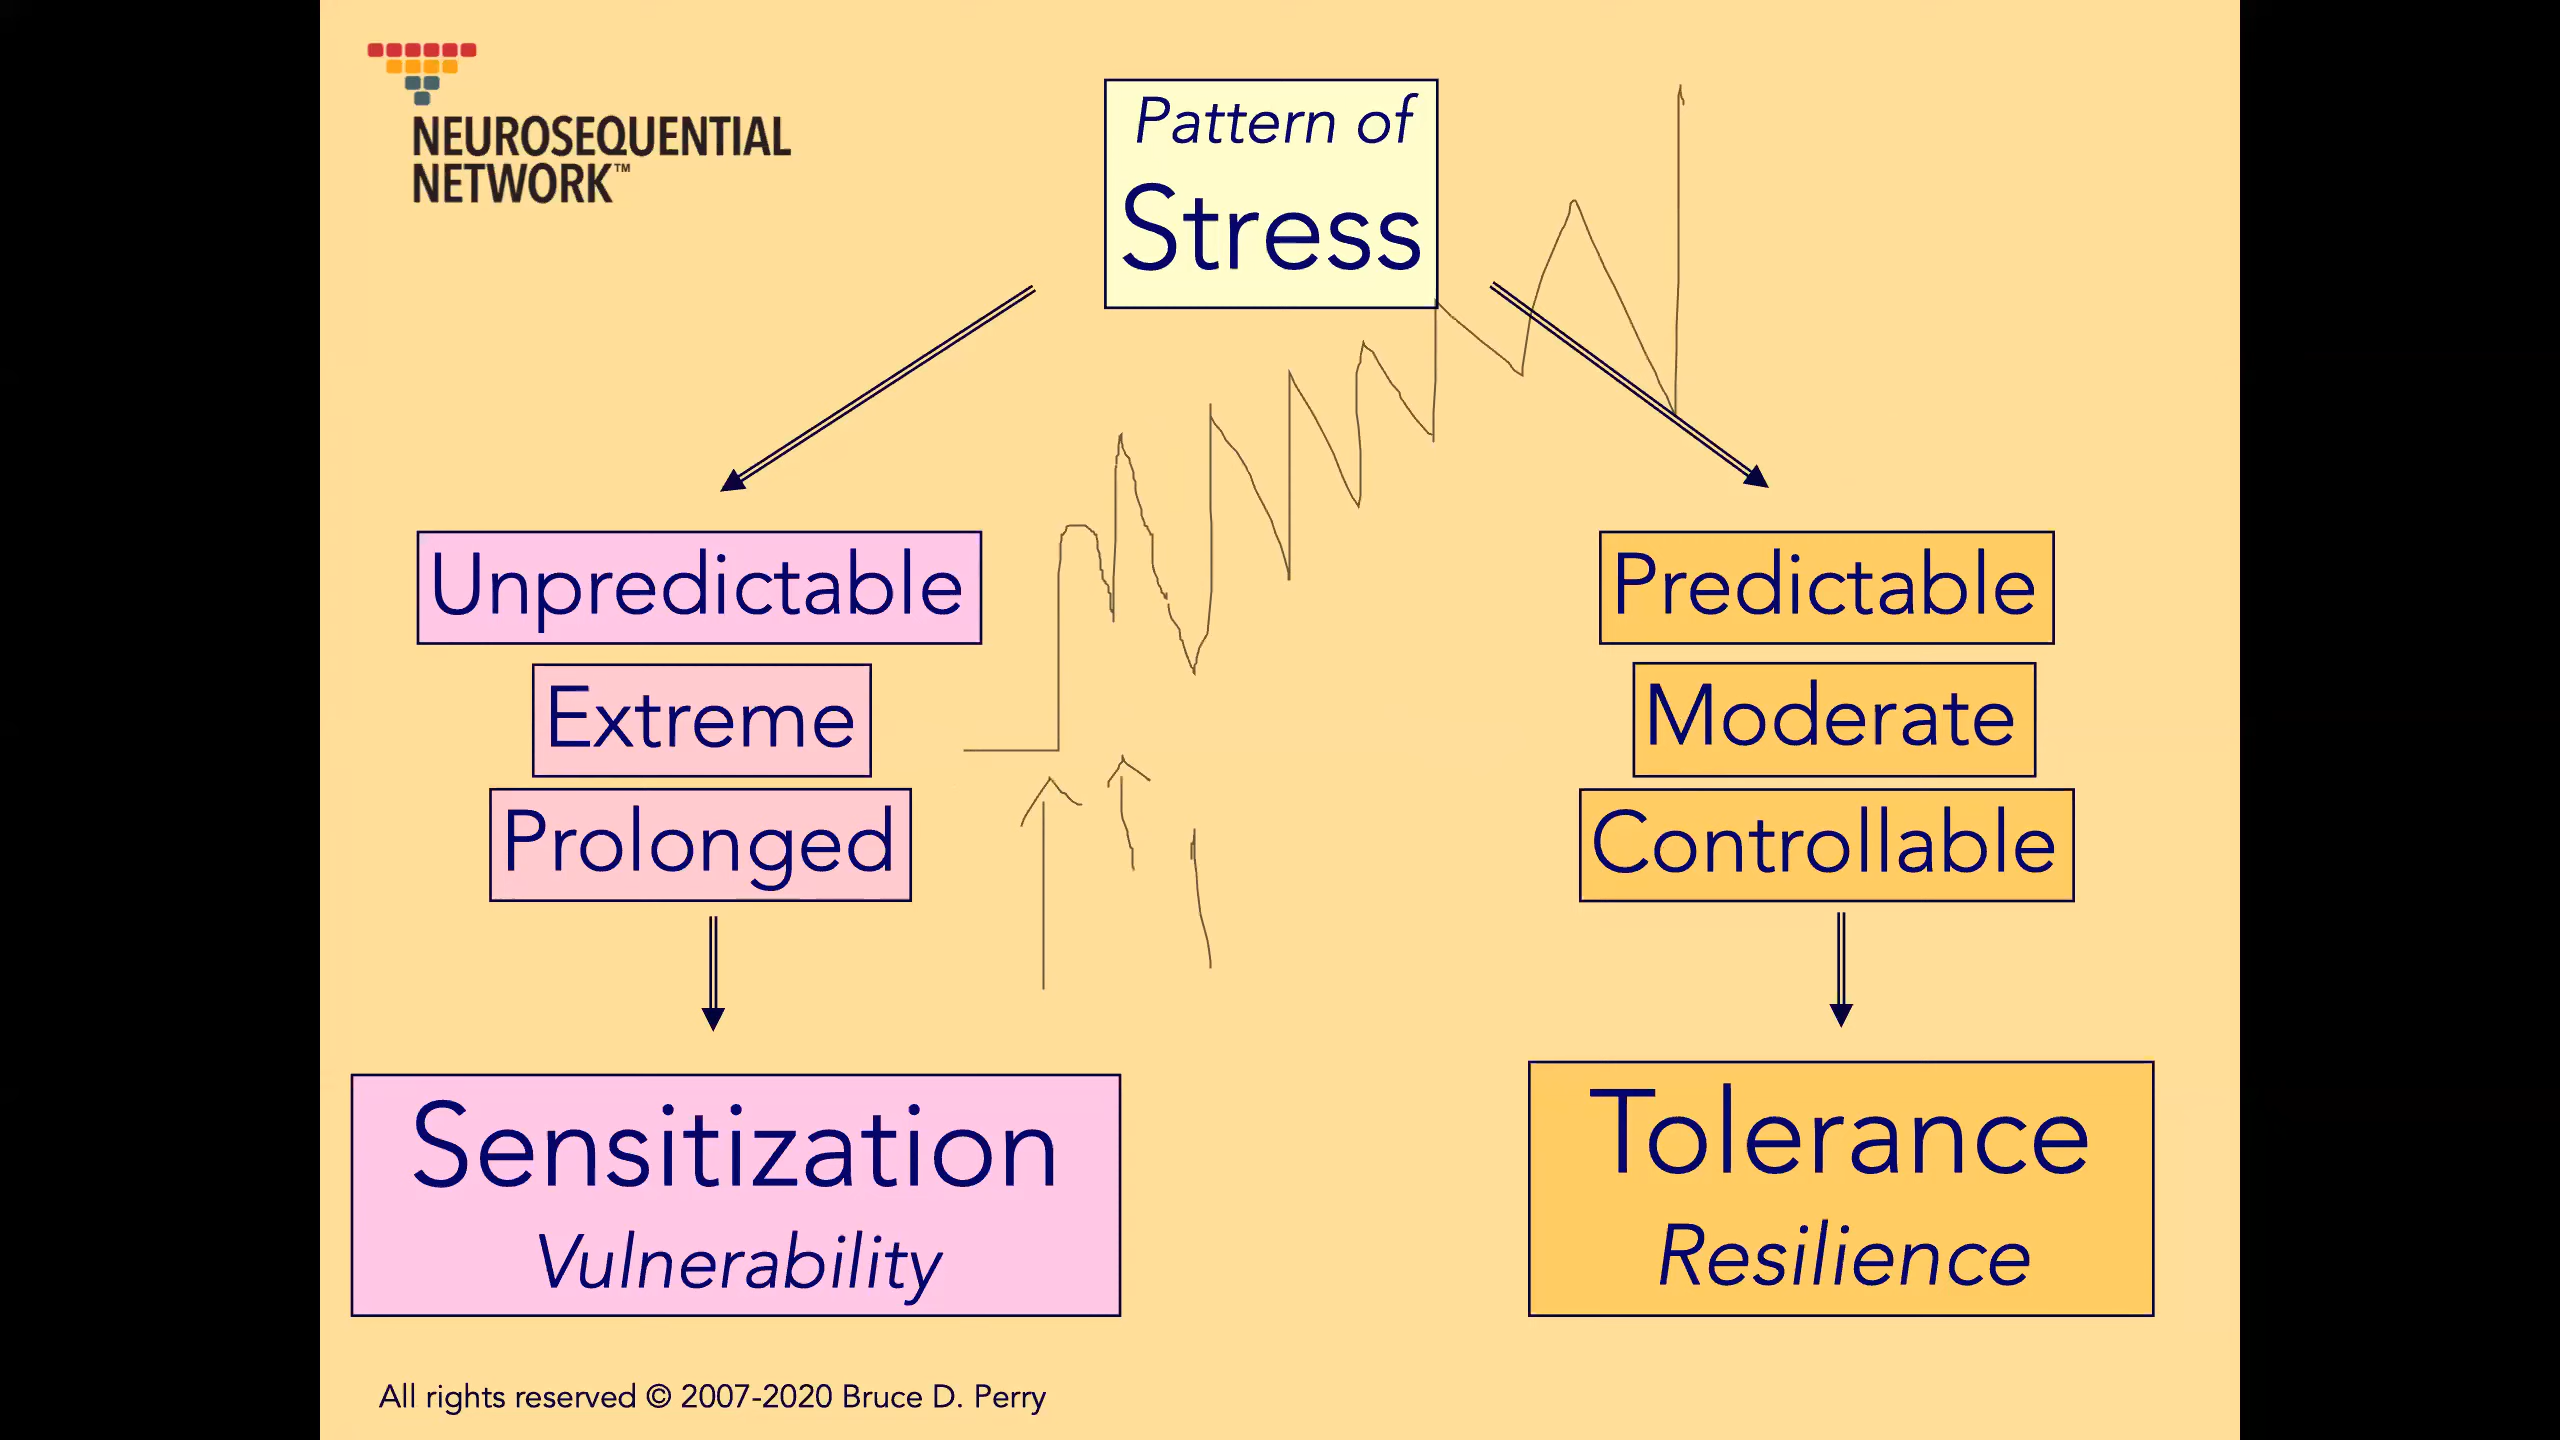 NEUROSEQUENTIAL
NETWORK™
Pattern of
Stress
Unpredictable
Extreme
Prolonged
Sensitization
Vulnerability
Predictable
Moderate
Controllable
Tolerance
Resilience
All rights reserved © 2007-2020 Bruce D. Perry